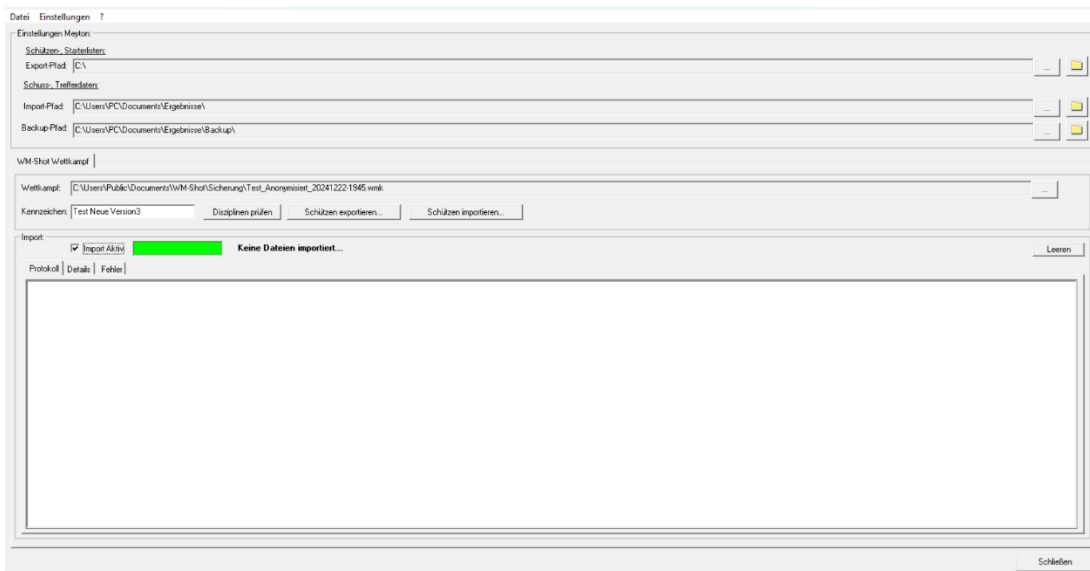 Datei Einstellungen ?
Einstellungen Meyton:
Schützen-, Starterlisten:
Export-Pfad: C:\ ...
Schuss-, Trefferdaten:
Import-Pfad: C:\Users\PC\Documents\Ergebnisse\ ...
Backup-Pfad: C:\Users\PC\Documents\Ergebnisse\Backup\ ...
WM-Shot Wettkampf
Wettkampf: C:\Users\Public\Documents\WM-Shot\Sicherung\Test_Anonymisiert_20241222-1945.wmk ...
Kennzeichen: Test Neue Version3 Disziplinen prüfen Schützen exportieren... Schützen importieren...
Import:
Import Aktiv Keine Dateien importiert... Leeren
Protokoll Details Fehler
Schließen